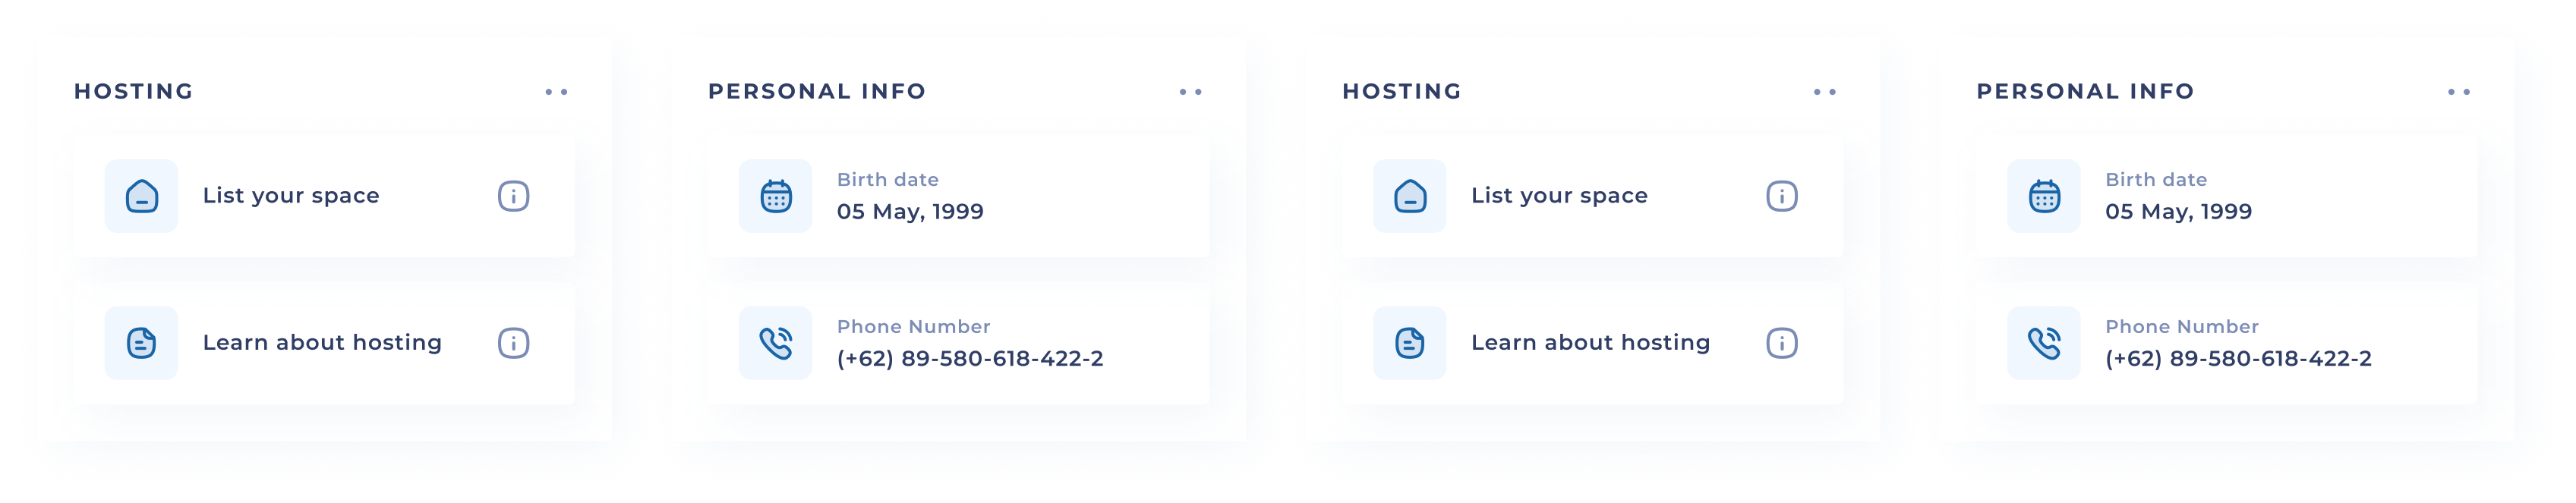 HOSTING
List your space
Learn about hosting
PERSONAL INFO
Birth date
05 May, 1999
Phone Number
(+62) 89-580-618-422-2
HOSTING
List your space
Learn about hosting
PERSONAL INFO
Birth date
05 May, 1999
Phone Number
(+62) 89-580-618-422-2